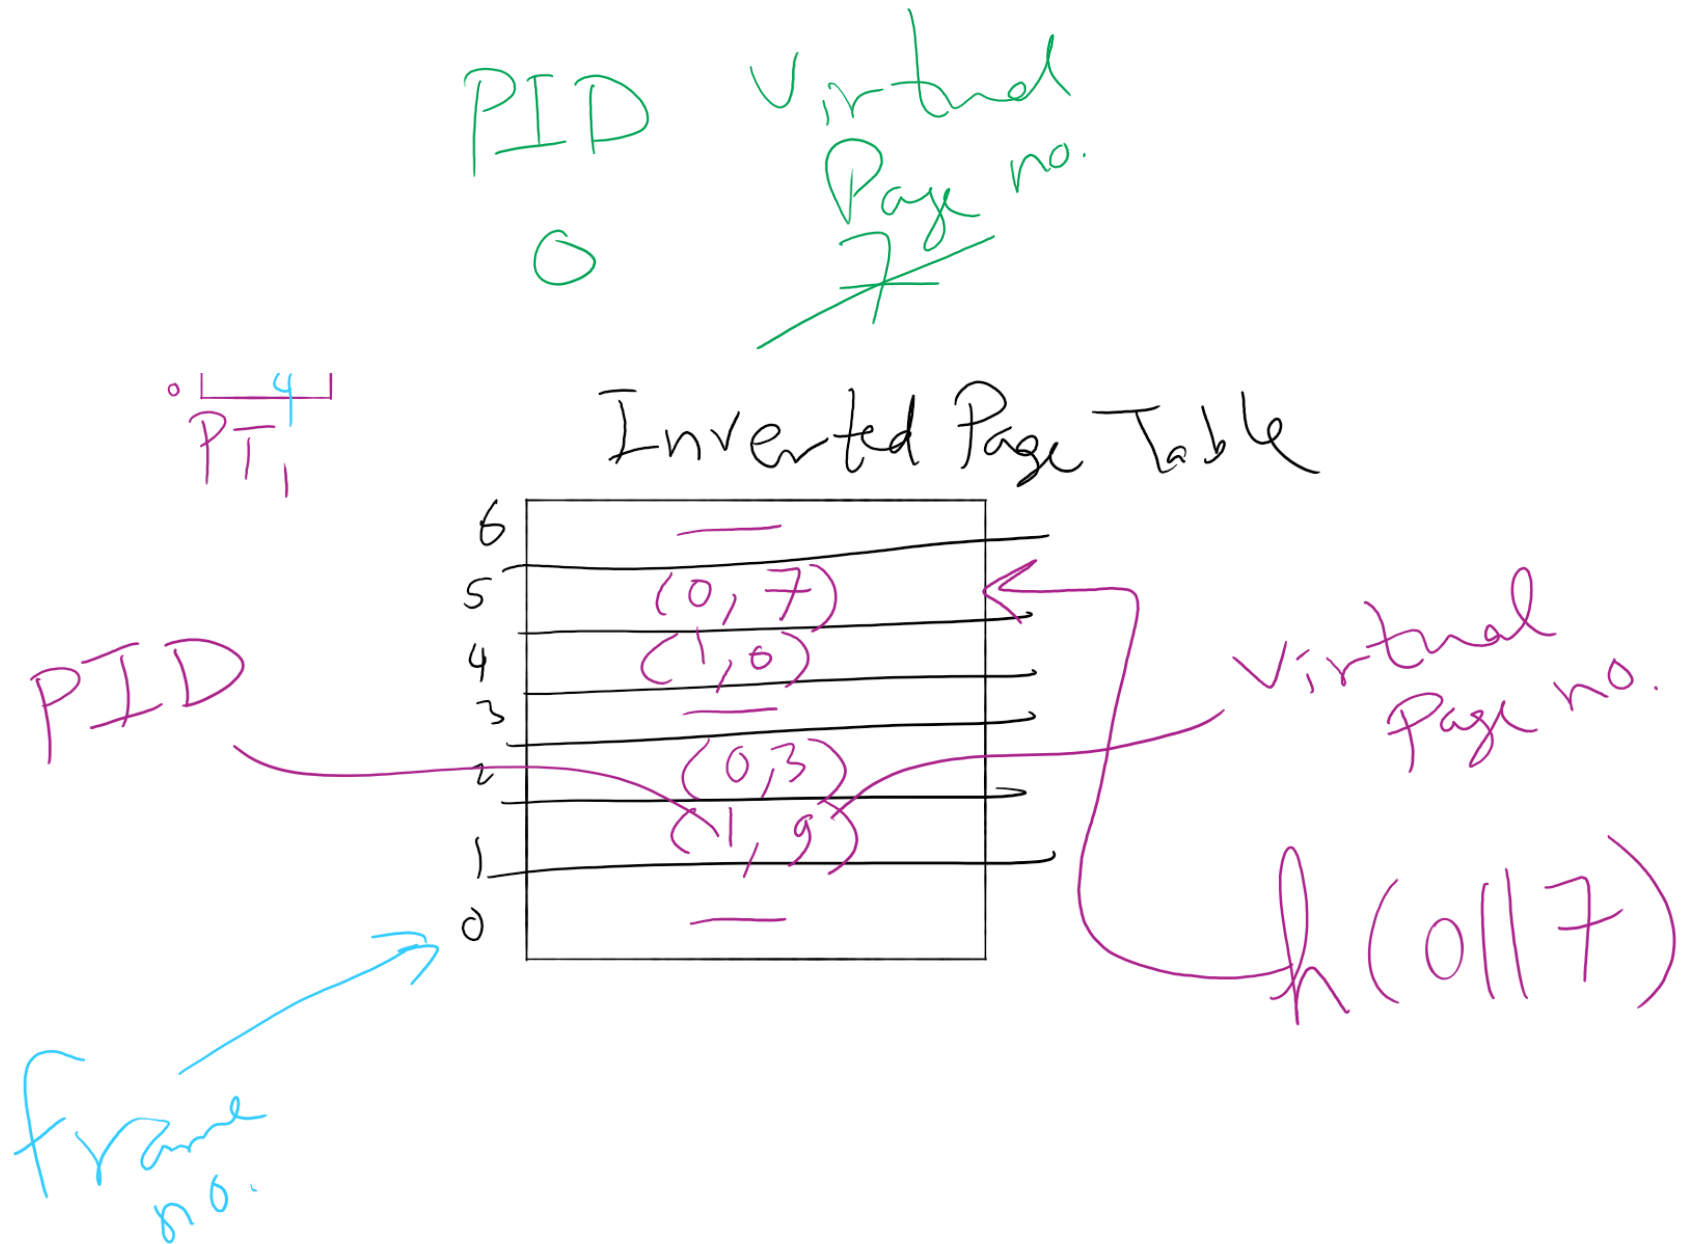 PID Virtual
Page no.
0 7
0 4
PT1
Inverted Page Table
6 —
5 (0, 7)
4 (1, 0)
3 —
2 (0,3)
1 (1, 9)
0 —
PID
Virtual
Page no.
h(0||7)
Frame
no.